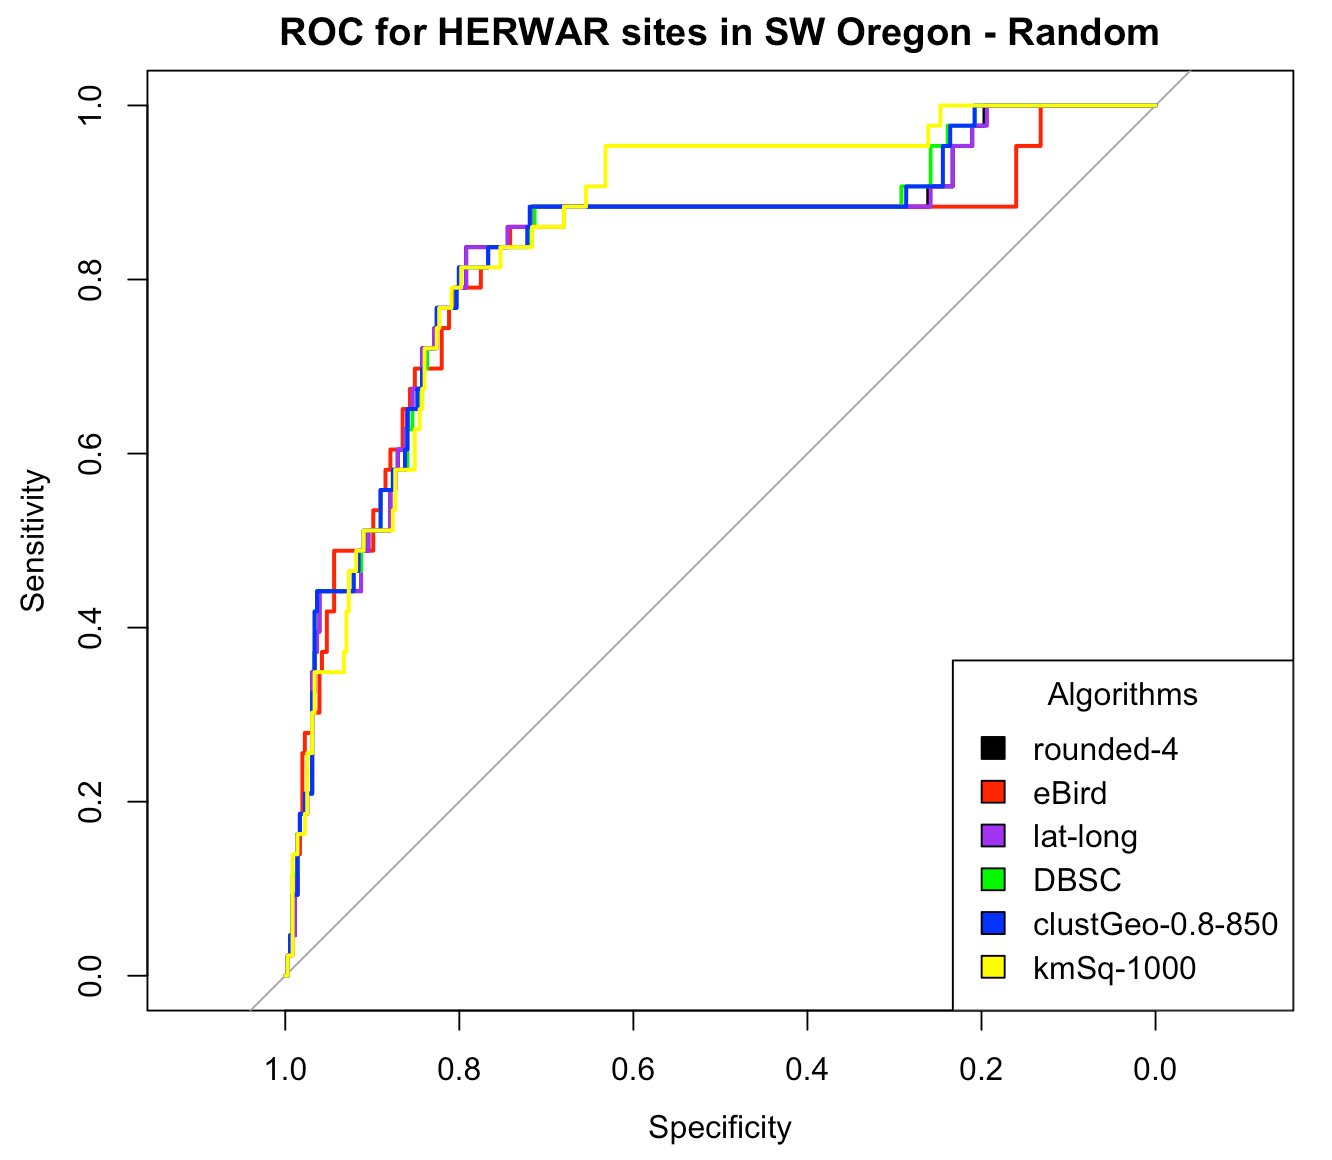 ROC for HERWAR sites in SW Oregon - Random
Sensitivity
1.0
0.8
0.6
0.4
0.2
0.0
Algorithms
rounded-4
eBird
lat-long
DBSC
clustGeo-0.8-850
kmSq-1000
1.0 0.8 0.6 0.4 0.2 0.0
Specificity